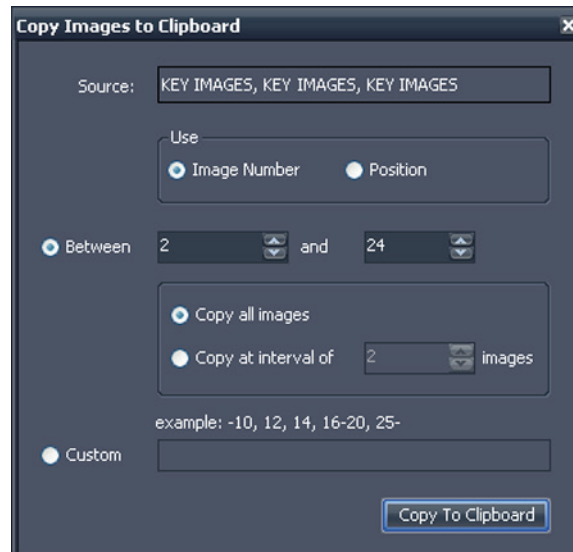 Copy Images to Clipboard
Source: KEY IMAGES, KEY IMAGES, KEY IMAGES
Use
Image Number Position
Between 2 and 24
Copy all images
Copy at interval of 2 images
example: -10, 12, 14, 16-20, 25-
Custom
Copy To Clipboard